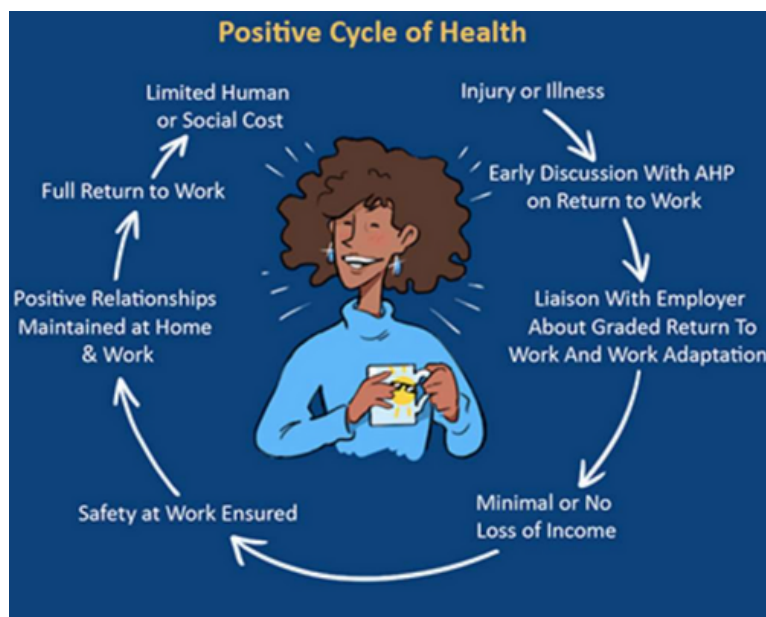 Positive Cycle of Health
Injury or Illness
Early Discussion With AHP
on Return to Work
Liaison With Employer
About Graded Return To
Work And Work Adaptation
Minimal or No
Loss of Income
Safety at Work Ensured
Positive Relationships
Maintained at Home
& Work
Full Return to Work
Limited Human
or Social Cost